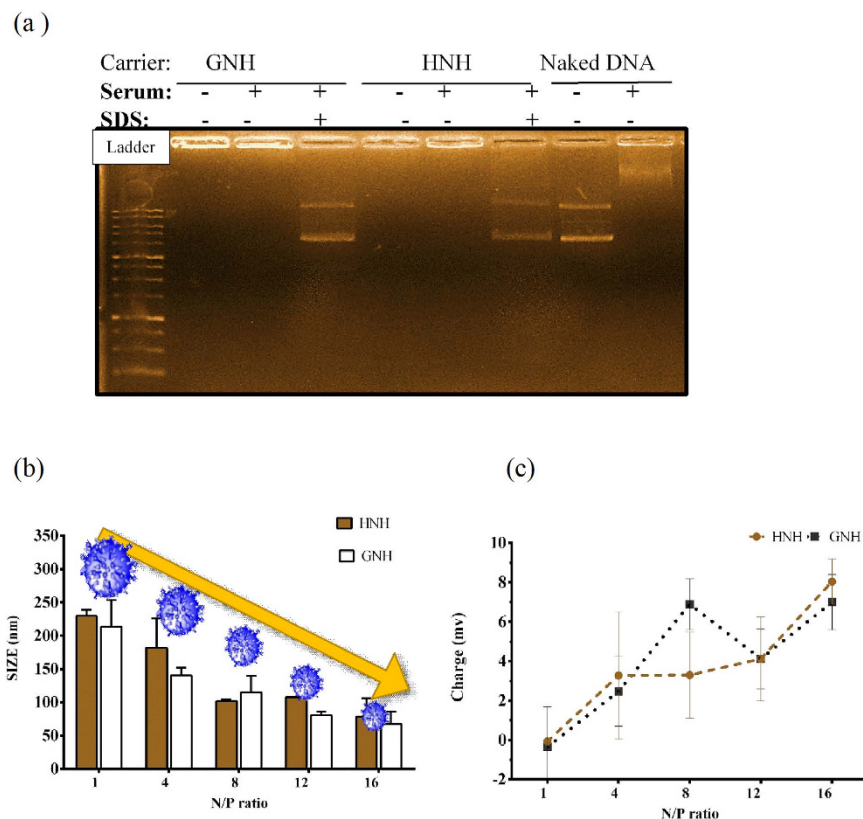 (a )
Carrier: GNH HNH Naked DNA
Serum: - + + - + + - +
SDS: - - + - - + - -
Ladder
(b)
HNH
GNH
350
300
250
200
150
100
50
0
SIZE (nm)
1 4 8 12 16
N/P ratio
(c)
HNH GNH
10
8
6
4
2
0
-2
Charge (mv)
1 4 8 12 16
N/P ratio